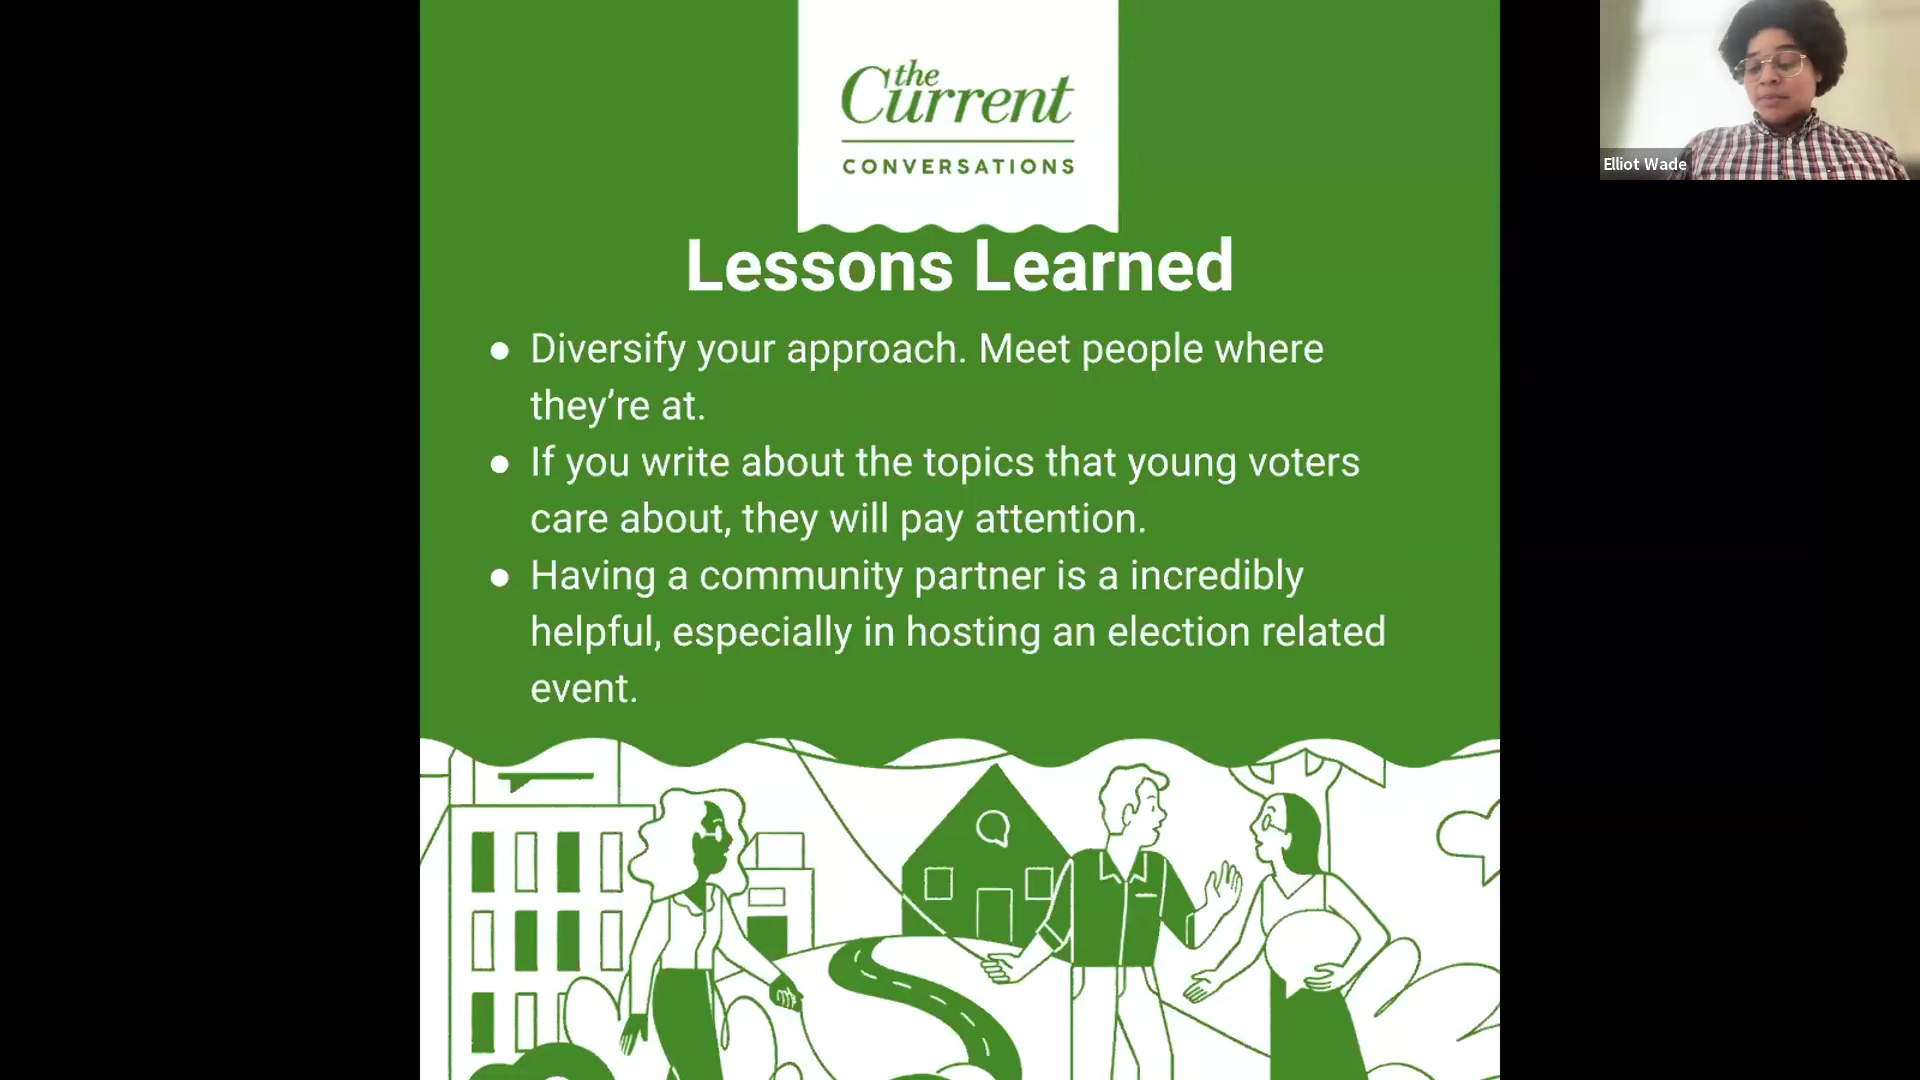 the
Current
CONVERSATIONS
Elliot Wade
Lessons Learned
● Diversify your approach. Meet people where
they’re at.
● If you write about the topics that young voters
care about, they will pay attention.
● Having a community partner is a incredibly
helpful, especially in hosting an election related
event.